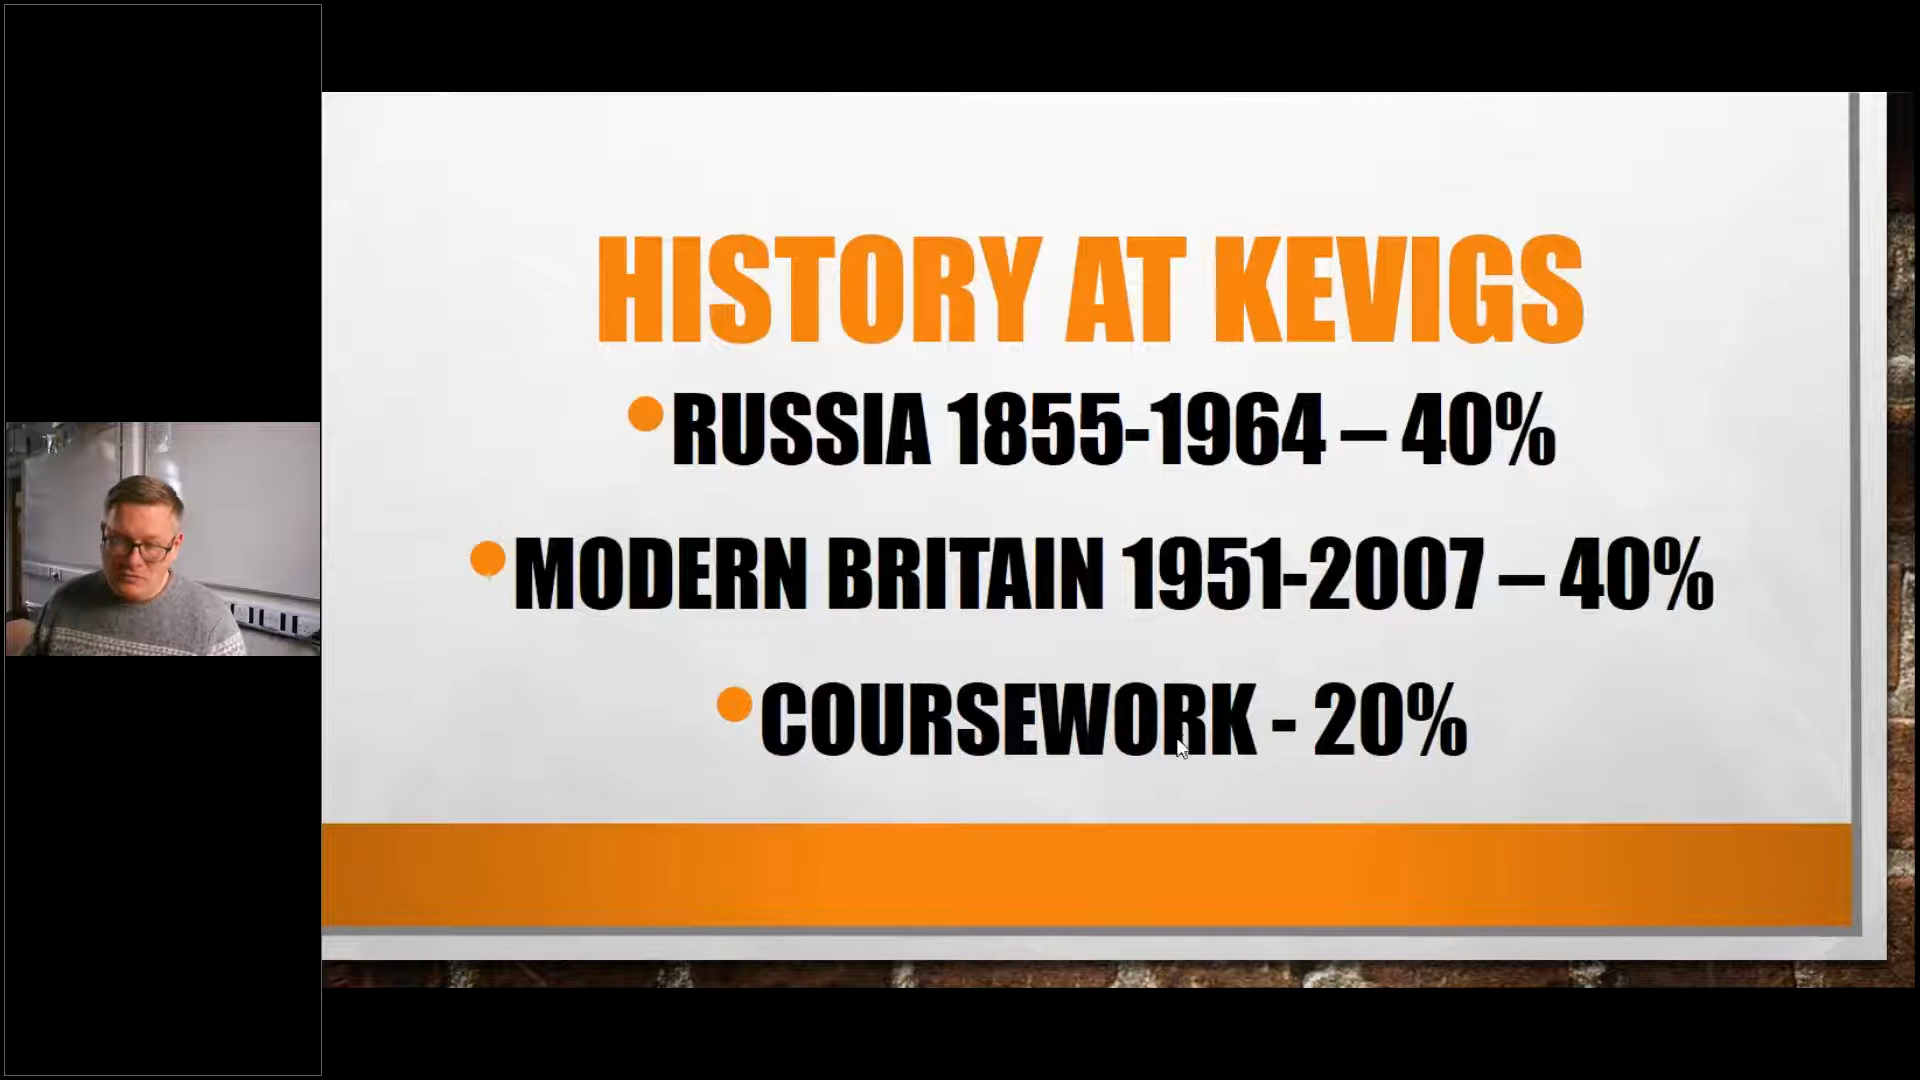 HISTORY AT KEVIGS
•RUSSIA 1855-1964 – 40%
•MODERN BRITAIN 1951-2007 – 40%
•COURSEWORK - 20%